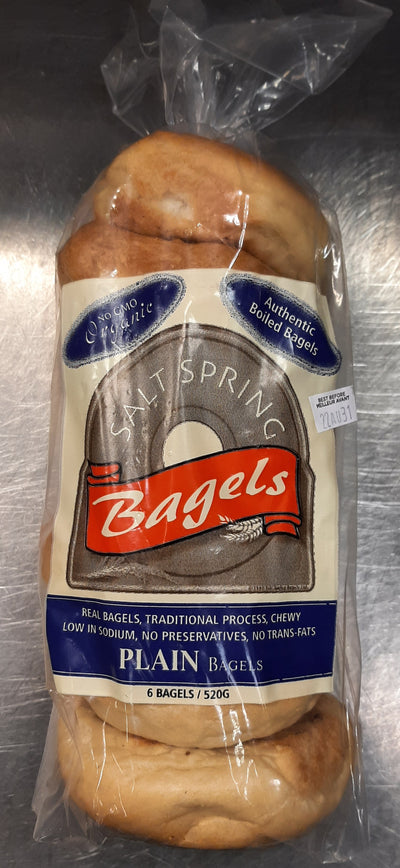 NO GMO
Organic
Authentic
Boiled Bagels
SALT SPRING
BEST BEFORE
MEILLEUR AVANT
22AU31
Bagels
REAL BAGELS, TRADITIONAL PROCESS, CHEWY
LOW IN SODIUM, NO PRESERVATIVES, NO TRANS-FATS
PLAIN BAGELS
6 BAGELS / 520G